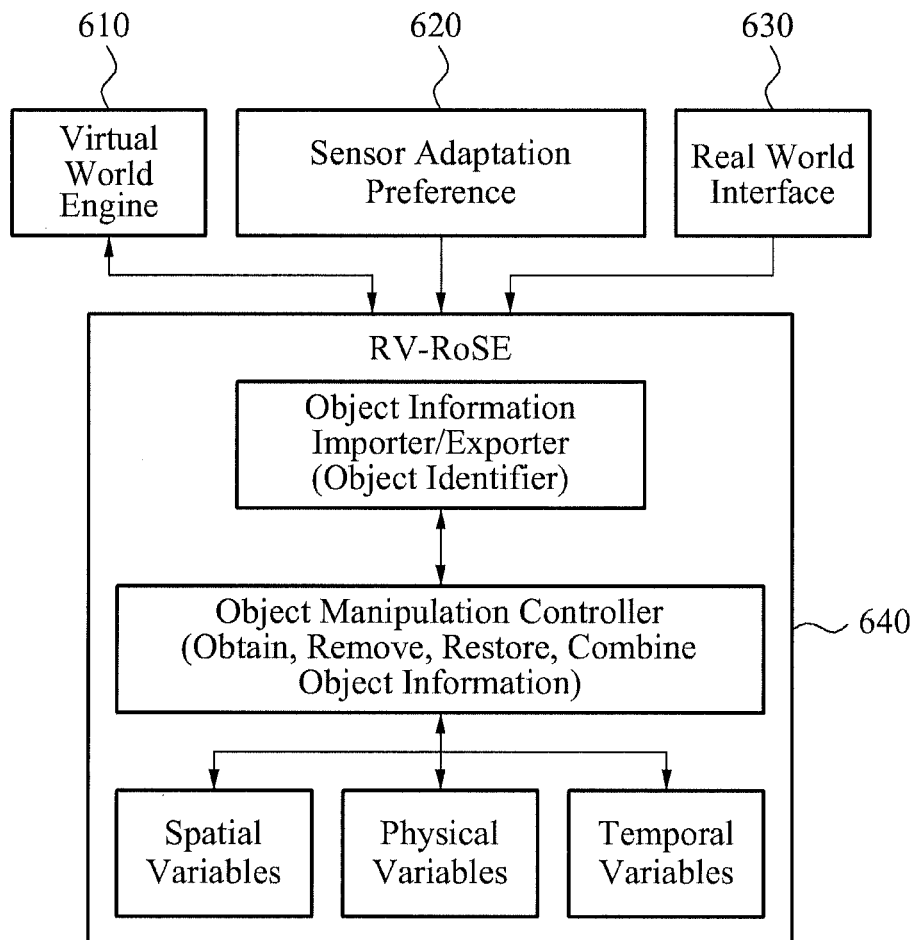 610
620
630
Virtual
World
Engine
Sensor Adaptation
Preference
Real World
Interface
RV-RoSE
Object Information
Importer/Exporter
(Object Identifier)
Object Manipulation Controller
(Obtain, Remove, Restore, Combine
Object Information)
640
Spatial
Variables
Physical
Variables
Temporal
Variables